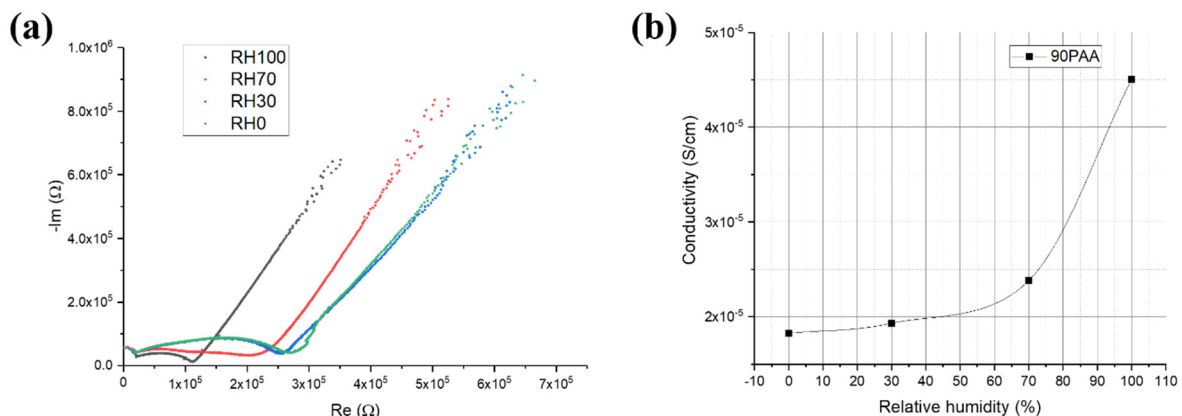 (a)
1.0x10⁶
8.0x10⁵
6.0x10⁵
4.0x10⁵
2.0x10⁵
0.0
-Im (Ω)
RH100
RH70
RH30
RH0
0
1x10⁵
2x10⁵
3x10⁵
4x10⁵
5x10⁵
6x10⁵
7x10⁵
Re (Ω)
(b)
5x10⁻⁵
4x10⁻⁵
3x10⁻⁵
2x10⁻⁵
Conductivity (S/cm)
90PAA
-10 0 10 20 30 40 50 60 70 80 90 100 110
Relative humidity (%)